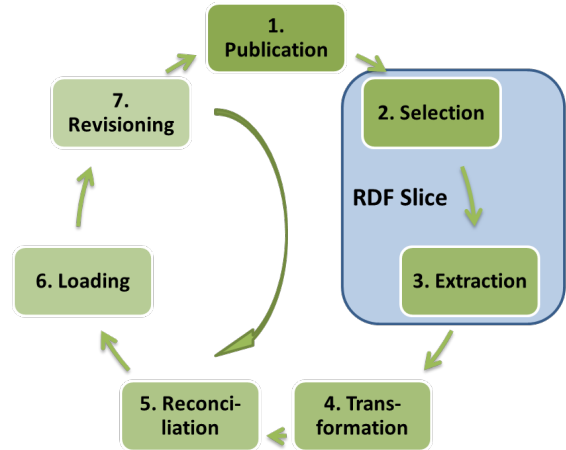 1.
Publication
2. Selection
RDF Slice
3. Extraction
4. Trans-
formation
5. Reconci-
liation
6. Loading
7.
Revisioning